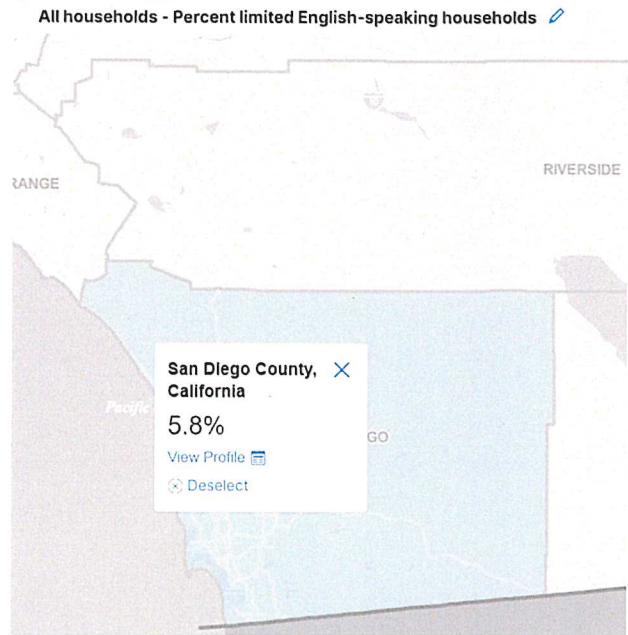 All households - Percent limited English-speaking households
RANGE
RIVERSIDE
San Diego County,
California
5.8%
Pacific
GO
View Profile
Deselect